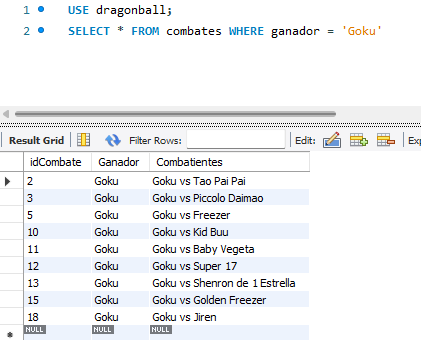 1 USE dragonball;
2 SELECT * FROM combates WHERE ganador = 'Goku'
Result Grid Filter Rows: Edit: Exp
idCombate Ganador Combatientes
2 Goku Goku vs Tao Pai Pai
3 Goku Goku vs Piccolo Daimao
5 Goku Goku vs Freezer
10 Goku Goku vs Kid Buu
11 Goku Goku vs Baby Vegeta
12 Goku Goku vs Super 17
13 Goku Goku vs Shenron de 1 Estrella
15 Goku Goku vs Golden Freezer
18 Goku Goku vs Jiren
NULL NULL NULL